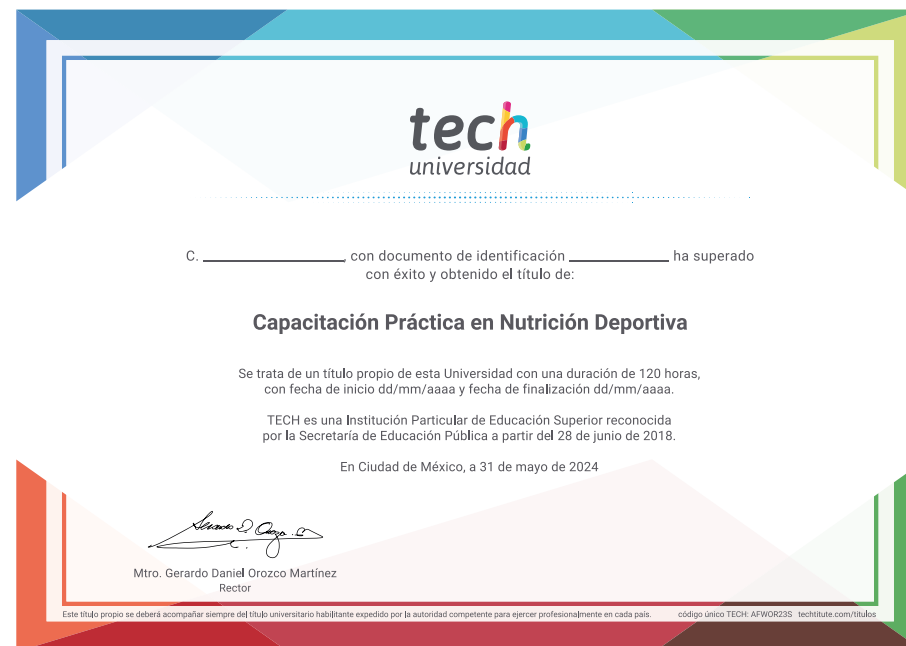 tech
universidad
C. ____________, con documento de identificación ____________ ha superado
con éxito y obtenido el título de:
Capacitación Práctica en Nutrición Deportiva
Se trata de un título propio de esta Universidad con una duración de 120 horas,
con fecha de inicio dd/mm/aaaa y fecha de finalización dd/mm/aaaa.
TECH es una Institución Particular de Educación Superior reconocida
por la Secretaría de Educación Pública a partir del 28 de junio de 2018.
En Ciudad de México, a 31 de mayo de 2024
Mtro. Gerardo Daniel Orozco Martínez
Rector
Este título propio se deberá acompañar siempre del título universitario habilitante expedido por la autoridad competente para ejercer profesionalmente en cada país. código único TECH: AFWOR23S techtitute.com/titulos